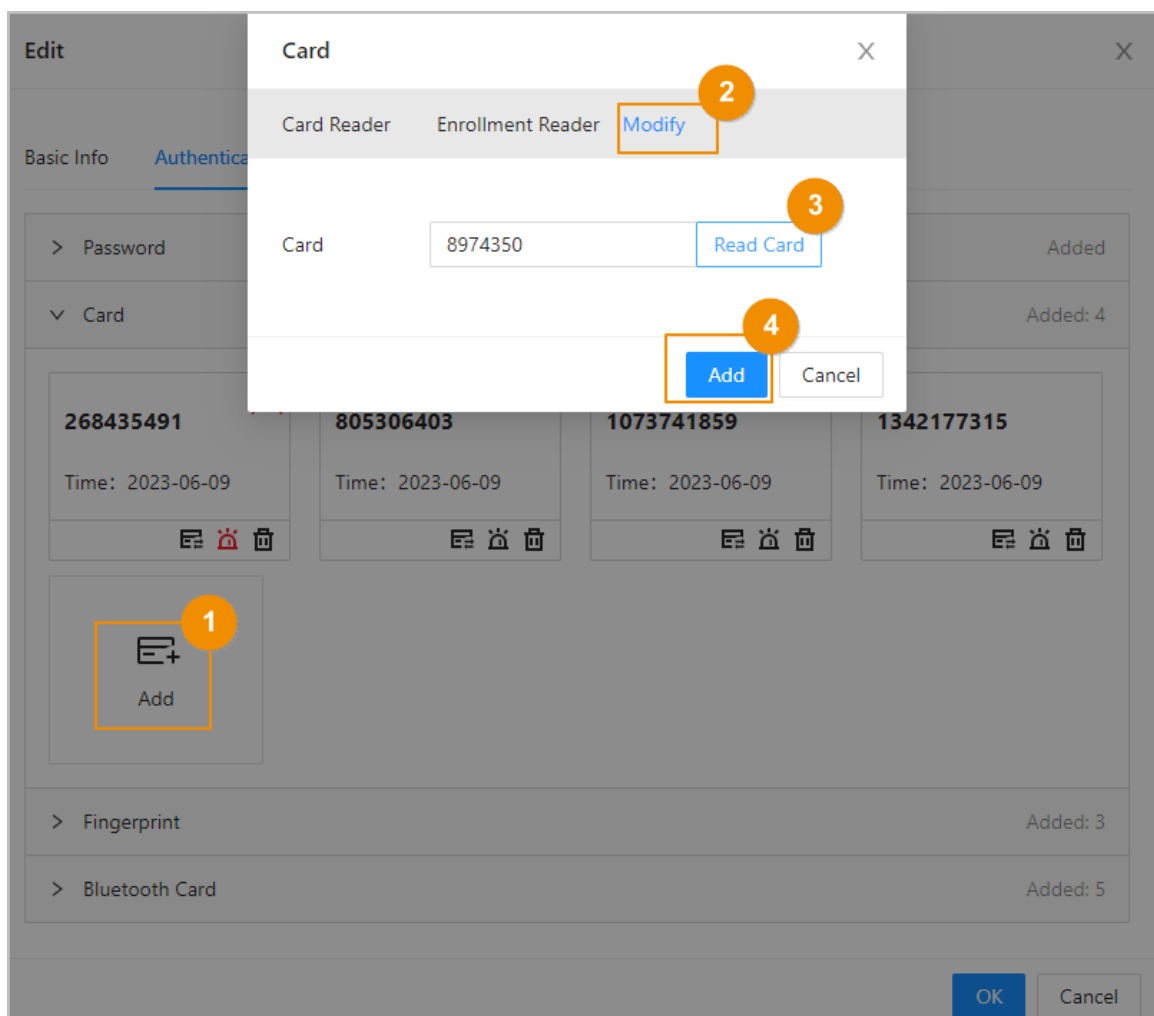 Edit
Card
X
X
2
Card Reader Enrollment Reader Modify
Basic Info Authentica
3
> Password
Card 8974350 Read Card
Added
Card
Added: 4
4
Add Cancel
268435491 805306403 1073741859 1342177315
Time: 2023-06-09 Time: 2023-06-09 Time: 2023-06-09 Time: 2023-06-09
1
Add
> Fingerprint Added: 3
> Bluetooth Card Added: 5
OK Cancel